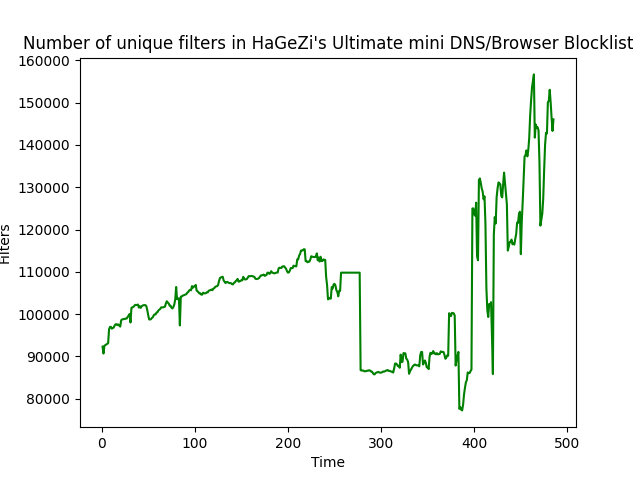 Number of unique filters in HaGeZi's Ultimate mini DNS/Browser Blocklist
160000
150000
140000
130000
120000
110000
100000
90000
80000
Filters
0 100 200 300 400 500
Time